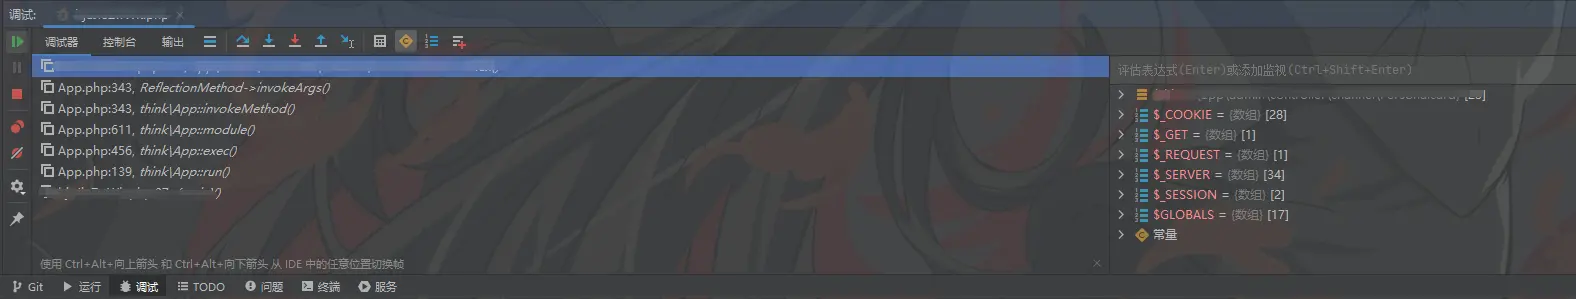 调试:
调试器 控制台 输出
评估表达式(Enter)或添加监视(Ctrl+Shift+Enter)
App.php:343, ReflectionMethod->invokeArgs()
App.php:343, think\App::invokeMethod()
App.php:611, think\App::module()
App.php:456, think\App::exec()
App.php:139, think\App::run()
$_COOKIE = {数组} [28]
$_GET = {数组} [1]
$_REQUEST = {数组} [1]
$_SERVER = {数组} [34]
$_SESSION = {数组} [2]
$GLOBALS = {数组} [17]
常量
使用 Ctrl+Alt+向上箭头 和 Ctrl+Alt+向下箭头 从 IDE 中的任意位置切换帧
Git 运行 调试 TODO 问题 终端 服务